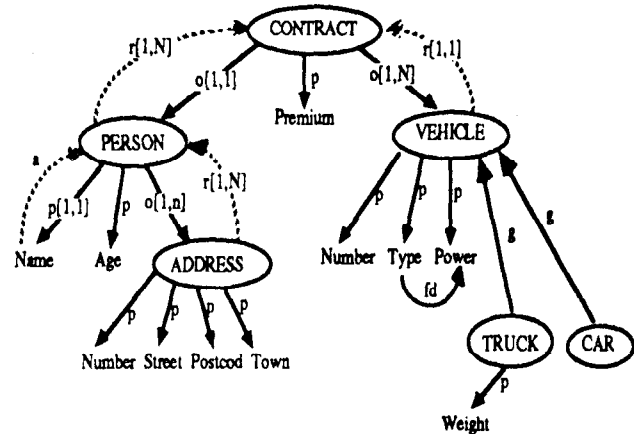 CONTRACT
r[1,N]
r[1,1]
o[1,1]
p
o[1,N]
Premium
PERSON
VEHICLE
a
r[1,N]
p[1,1]
p
o[1,n]
p
p
p
g
g
Name
Age
ADDRESS
Number Type Power
fd
p
p
p
p
TRUCK
CAR
Number Street Postcod Town
p
Weight